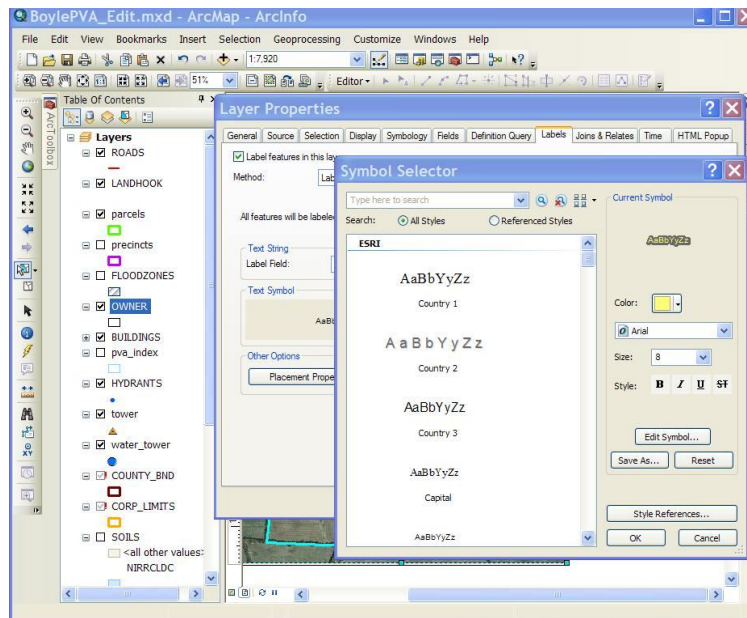 BoylePVA_Edit.mxd - ArcMap - ArcInfo
File Edit View Bookmarks Insert Selection Geoprocessing Customize Windows Help
1:7,920
51%
Editor
Table Of Contents
ArcToolbox
Layers
ROADS
LANDHOOK
parcels
precincts
FLOODZONES
OWNER
BUILDINGS
pva_index
HYDRANTS
tower
water_tower
COUNTY_BND
CORP_LIMITS
SOILS
<all other values>
NIRRCLDC
Layer Properties
General Source Selection Display Symbology Fields Definition Query Labels Joins & Relates Time HTML Popup
Label features in this
Method:
All features will be
Text String
Label Field:
Text Symbol
Other Options
Placement
Symbol Selector
Type here to search
Search: All Styles Referenced Styles
ESRI
AaBbYyZz
Country 1
AaBbYyZz
Country 2
AaBbYyZz
Country 3
AaBbYyZz
Capital
AaBbYyZz
Current Symbol
AaBbYyZz
Color:
Arial
Size: 8
Style: B I U ST
Edit Symbol...
Save As... Reset
Style References...
OK Cancel